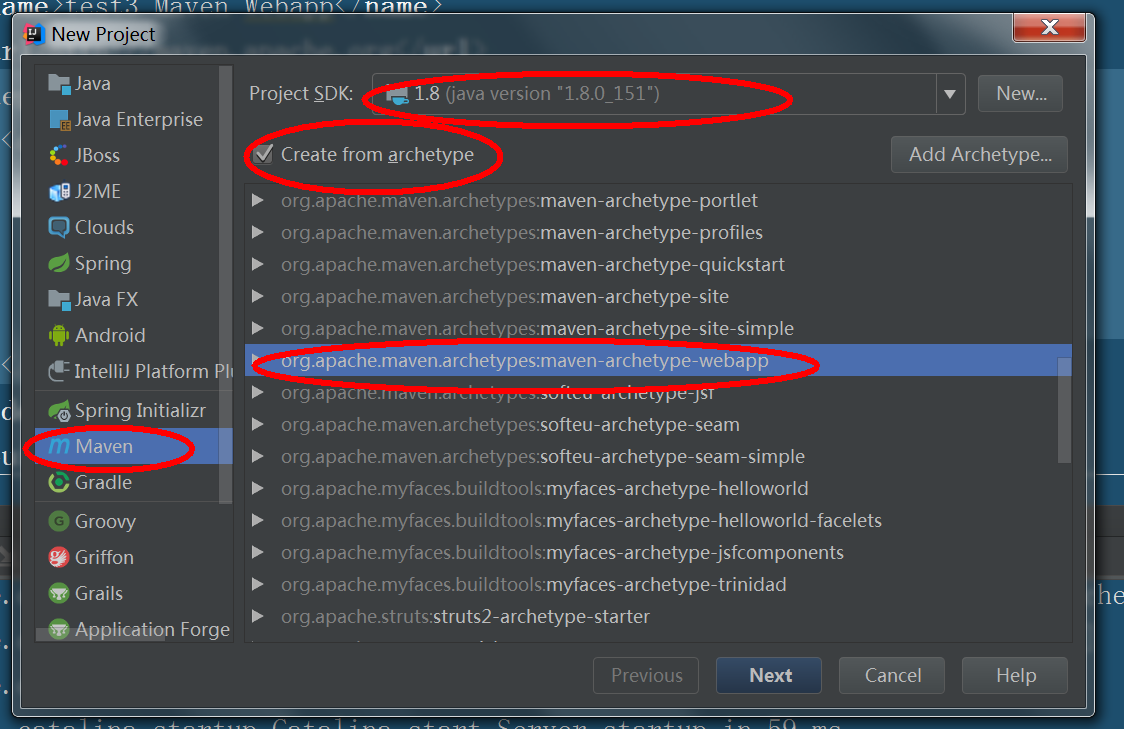 ame>test3 Maven Webapp</name>
New Project
Java
Java Enterprise
JBoss
J2ME
Clouds
Spring
Java FX
Android
IntelliJ Platform Plu
Spring Initializr
Maven
Gradle
Groovy
Griffon
Grails
Application Forge
Project SDK: 1.8 (java version "1.8.0_151") New...
Create from archetype Add Archetype...
org.apache.maven.archetypes:maven-archetype-portlet
org.apache.maven.archetypes:maven-archetype-profiles
org.apache.maven.archetypes:maven-archetype-quickstart
org.apache.maven.archetypes:maven-archetype-site
org.apache.maven.archetypes:maven-archetype-site-simple
org.apache.maven.archetypes:maven-archetype-webapp
org.apache.maven.archetypes:softeu-archetype-jsf
org.apache.maven.archetypes:softeu-archetype-seam
org.apache.maven.archetypes:softeu-archetype-seam-simple
org.apache.myfaces.buildtools:myfaces-archetype-helloworld
org.apache.myfaces.buildtools:myfaces-archetype-helloworld-facelets
org.apache.myfaces.buildtools:myfaces-archetype-jsfcomponents
org.apache.myfaces.buildtools:myfaces-archetype-trinidad
org.apache.struts:struts2-archetype-starter
Previous Next Cancel Help
he
catalina.startup.Catalina.start Server startup in 59 ms